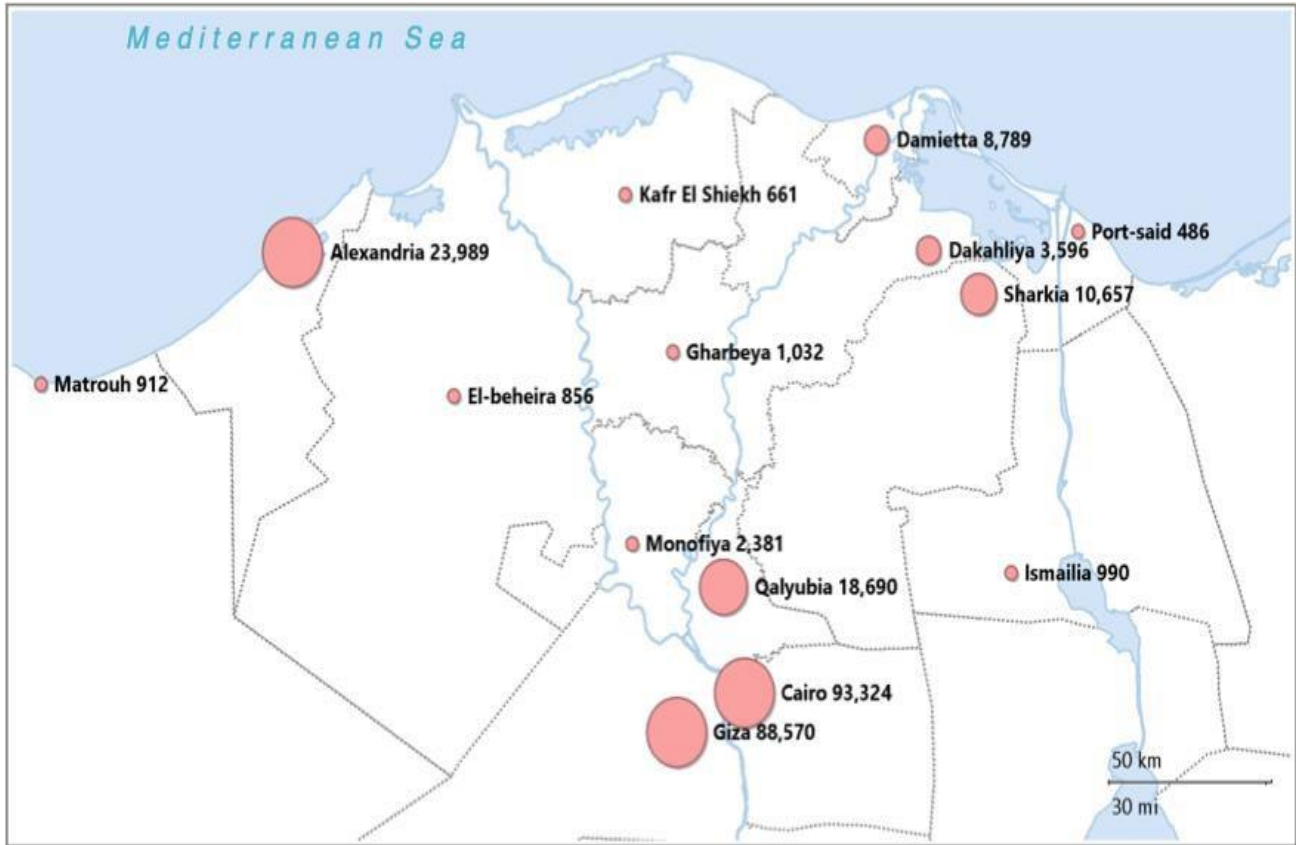 Mediterranean Sea
Damietta 8,789
Kafr El Shiekh 661
Port-said 486
Alexandria 23,989
Dakahliya 3,596
Sharkia 10,657
Gharbeya 1,032
Matrouh 912
El-beheira 856
Monofiya 2,381
Ismailia 990
Qalyubia 18,690
Cairo 93,324
Giza 88,570
50 km
30 mi